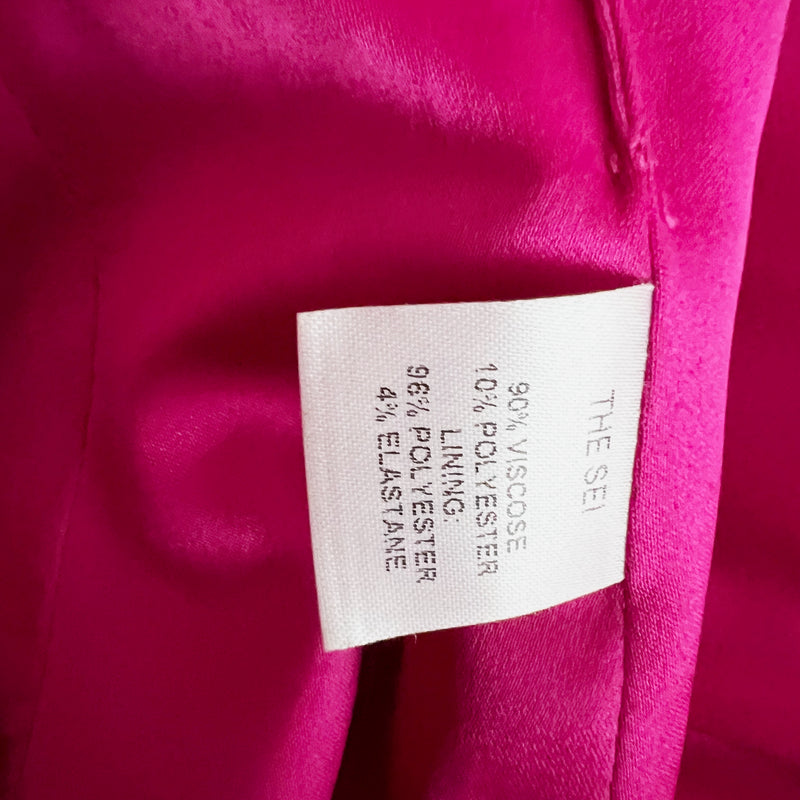 THE SEI
90% VISCOSE
10% POLYESTER
LINING:
96% POLYESTER
4% ELASTANE